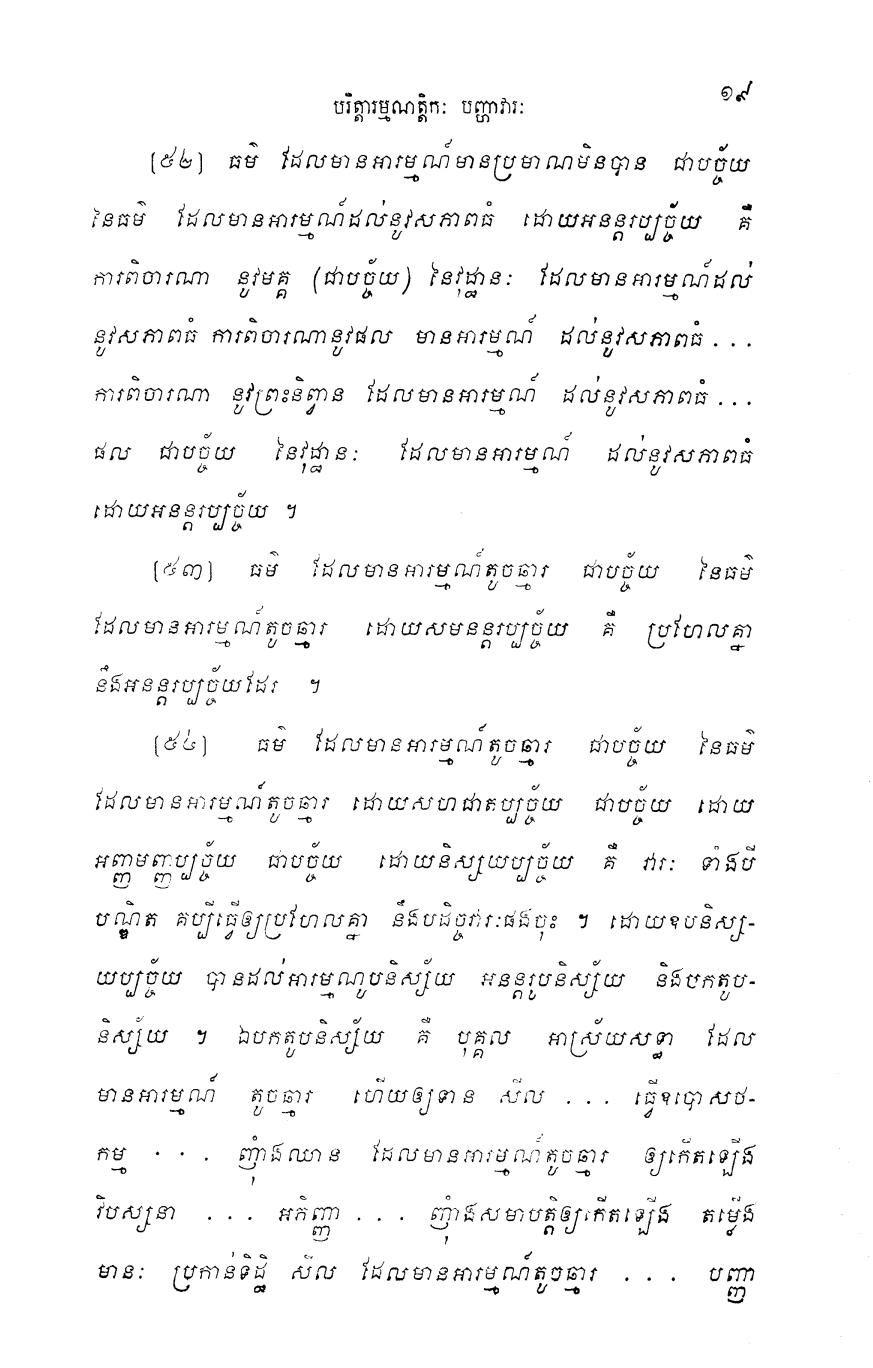 ១៩
បរិត្តារម្មណត្តិកៈ បញ្ហាវារៈ
[៥២] ធម៌ ដែលមានអារម្មណ៍មានប្រមាណមិនបាន ជាបច្ច័យ
នៃធម៌ ដែលមានអារម្មណ៍ដល់នូវសភាពធំ ដោយអនន្តរប្បច្ច័យ គឺ
ការពិចារណា នូវមគ្គ (ជាបច្ច័យ) នៃវុដ្ឋានៈ ដែលមានអារម្មណ៍ដល់
នូវសភាពធំ ការពិចារណានូវផល មានអារម្មណ៍ ដល់នូវសភាពធំ . . .
ការពិចារណា នូវព្រះនិព្វាន ដែលមានអារម្មណ៍ ដល់នូវសភាពធំ . . .
ផល ជាបច្ច័យ នៃវុដ្ឋានៈ ដែលមានអារម្មណ៍ ដល់នូវសភាពធំ
ដោយអនន្តរប្បច្ច័យ ។
[៥៣] ធម៌ ដែលមានអារម្មណ៍តូចឆ្មារ ជាបច្ច័យ នៃធម៌
ដែលមានអារម្មណ៍តូចឆ្មារ ដោយសមនន្តរប្បច្ច័យ គឺ ប្រហែលគ្នា
នឹងអនន្តរប្បច្ច័យដែរ ។
[៥៤] ធម៌ ដែលមានអារម្មណ៍តូចឆ្មារ ជាបច្ច័យ នៃធម៌
ដែលមានអារម្មណ៍តូចឆ្មារ ដោយសហជាតប្បច្ច័យ ជាបច្ច័យ ដោយ
អញ្ញមញ្ញប្បច្ច័យ ជាបច្ច័យ ដោយនិស្សយប្បច្ច័យ គឺ វារៈ ទាំងបី
បណ្ឌិត គប្បីធ្វើឲ្យប្រហែលគ្នា នឹងបដិច្ចវារៈផងចុះ ។ ដោយឧបនិស្ស-
យប្បច្ច័យ បានដល់អារម្មណូបនិស្ស័យ អនន្តរូបនិស្ស័យ និងបកតូប-
និស្ស័យ ។ ឯបកតូបនិស្ស័យ គឺ បុគ្គល អាស្រ័យសទ្ធា ដែល
មានអារម្មណ៍ តូចឆ្មារ ហើយឲ្យទាន សីល . . . ធ្វើឧបោសថ-
កម្ម . . . ញ៉ាំងឈាន ដែលមានអារម្មណ៍តូចឆ្មារ ឲ្យកើតឡើង
វិបស្សនា . . . អភិញ្ញា . . . ញ៉ាំងសមាបត្តិឲ្យកើតឡើង តម្កើង
មានៈ ប្រកាន់ទិដ្ឋិ សីល ដែលមានអារម្មណ៍តូចឆ្មារ . . . បញ្ញា